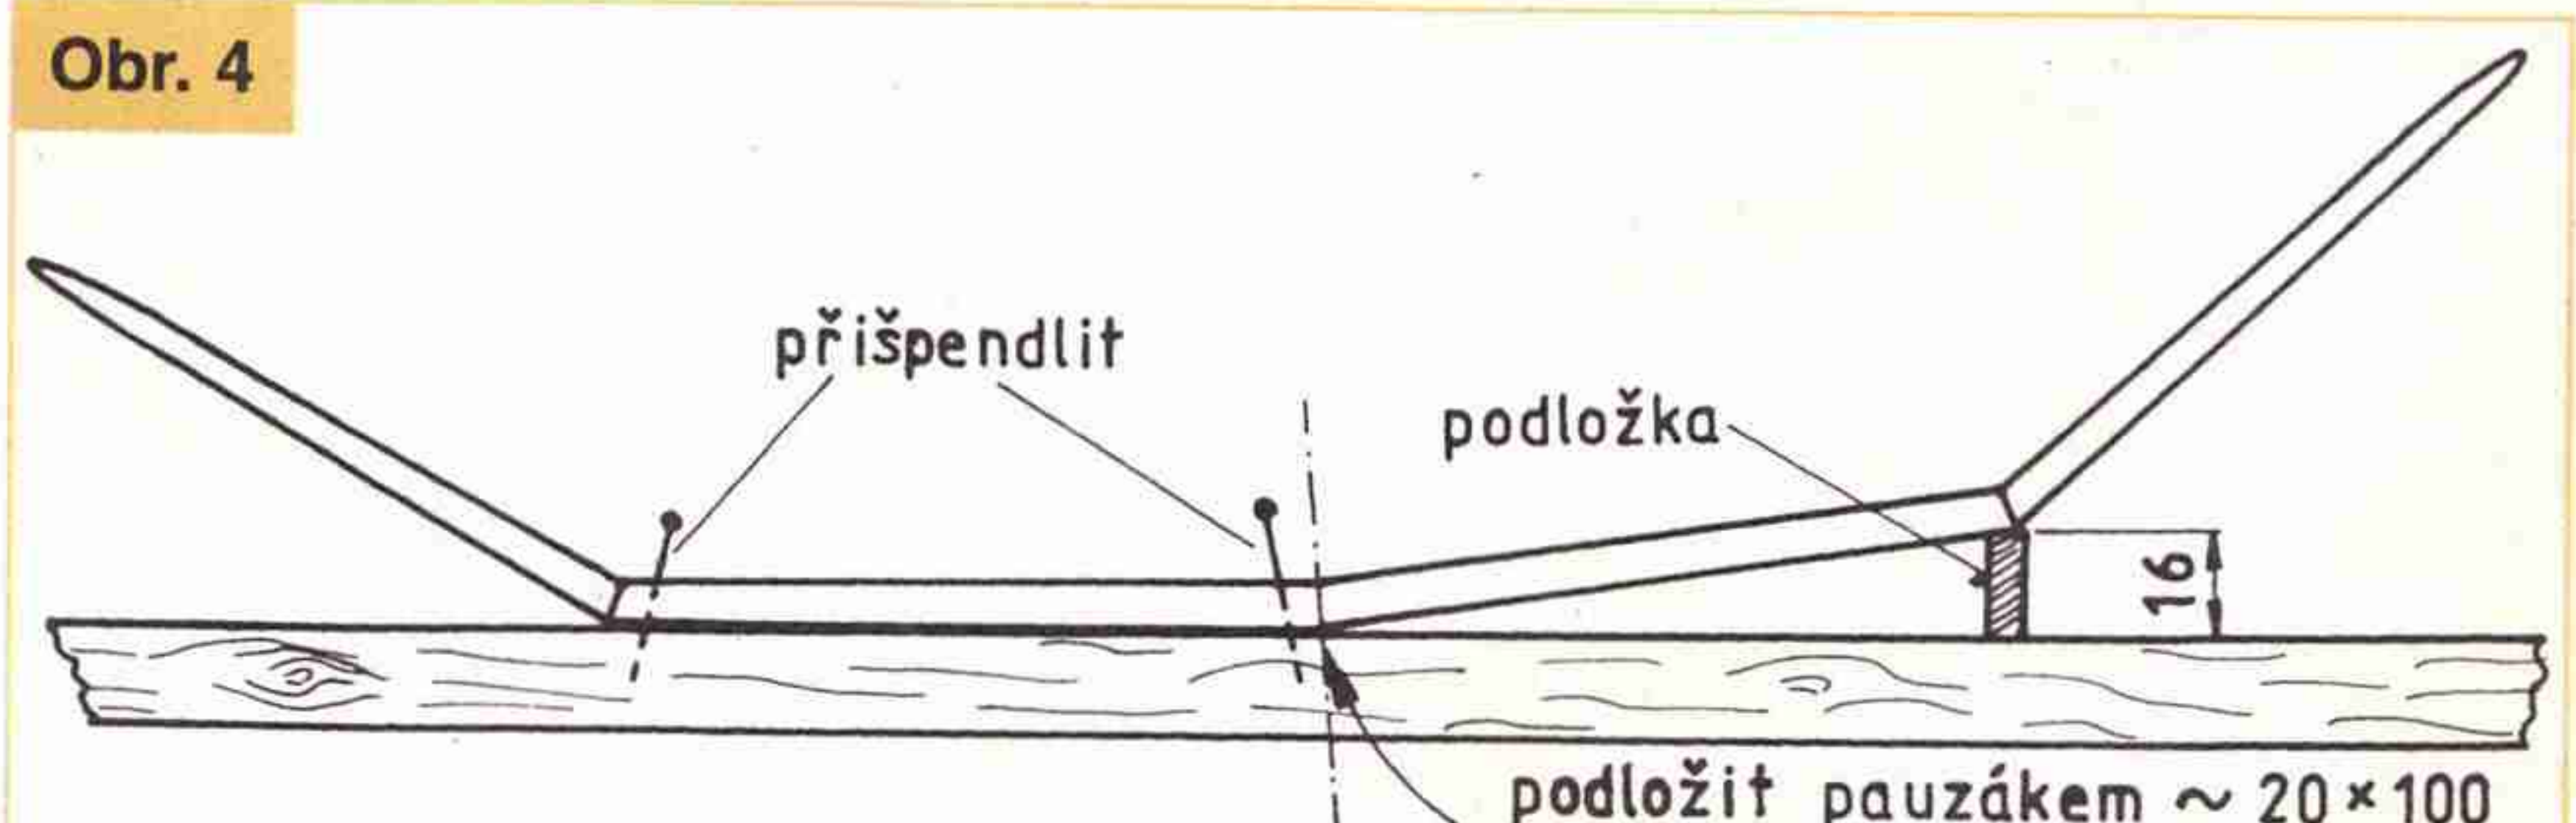 Obr. 4
přišpendlit
podložka
16
podložit pauzákem ~ 20×100